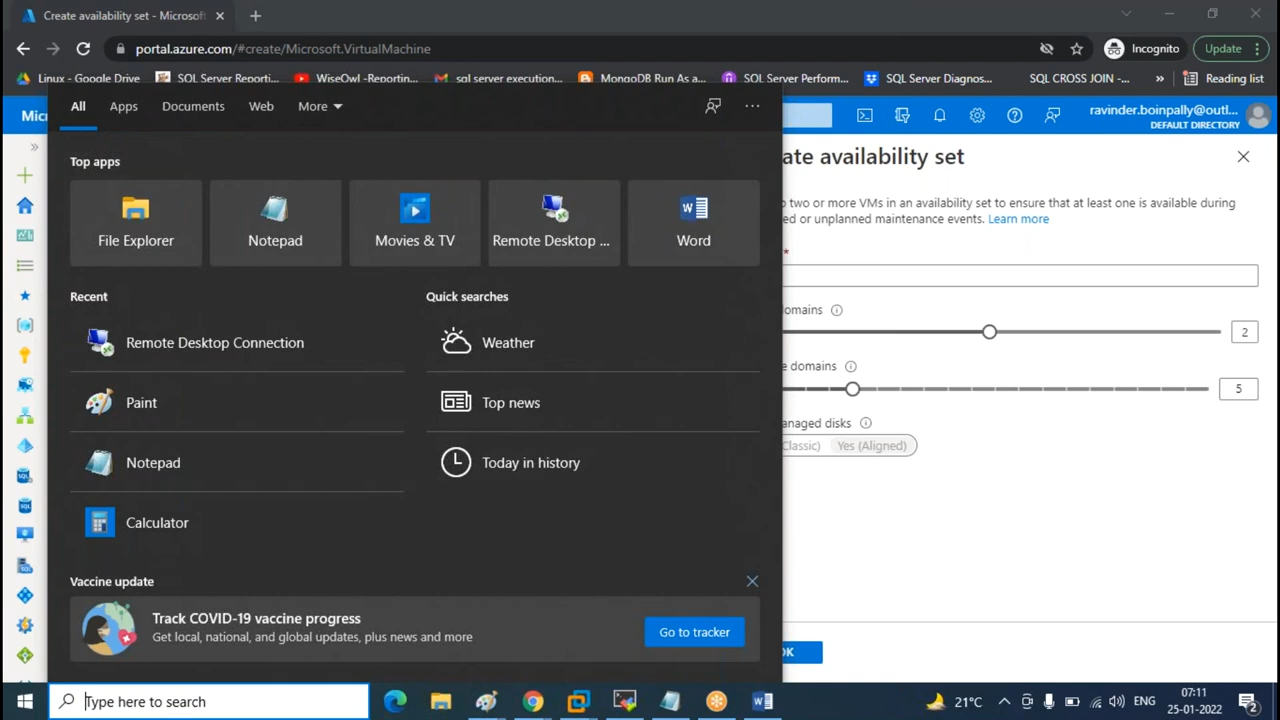 Create availability set - Microsoft
portal.azure.com/#create/Microsoft.VirtualMachine
Incognito
Update
Linux - Google Drive
SQL Server Reporti...
WiseOwl -Reportin...
sql server execution...
MongoDB Run As a...
SQL Server Perform...
SQL Server Diagnos...
SQL CROSS JOIN -...
»
Reading list
Mic
ravinder.boinpally@outl...
DEFAULT DIRECTORY
All
Apps
Documents
Web
More
...
ate availability set
o two or more VMs in an availability set to ensure that at least one is available during
ed or unplanned maintenance events. Learn more
*
omains
2
e domains
5
anaged disks
Classic)
Yes (Aligned)
OK
Top apps
File Explorer
Notepad
Movies & TV
Remote Desktop ...
Word
Recent
Remote Desktop Connection
Paint
Notepad
Calculator
Quick searches
Weather
Top news
Today in history
Vaccine update
Track COVID-19 vaccine progress
Get local, national, and global updates, plus news and more
Go to tracker
Type here to search
21°C
ENG
07:11
25-01-2022
2